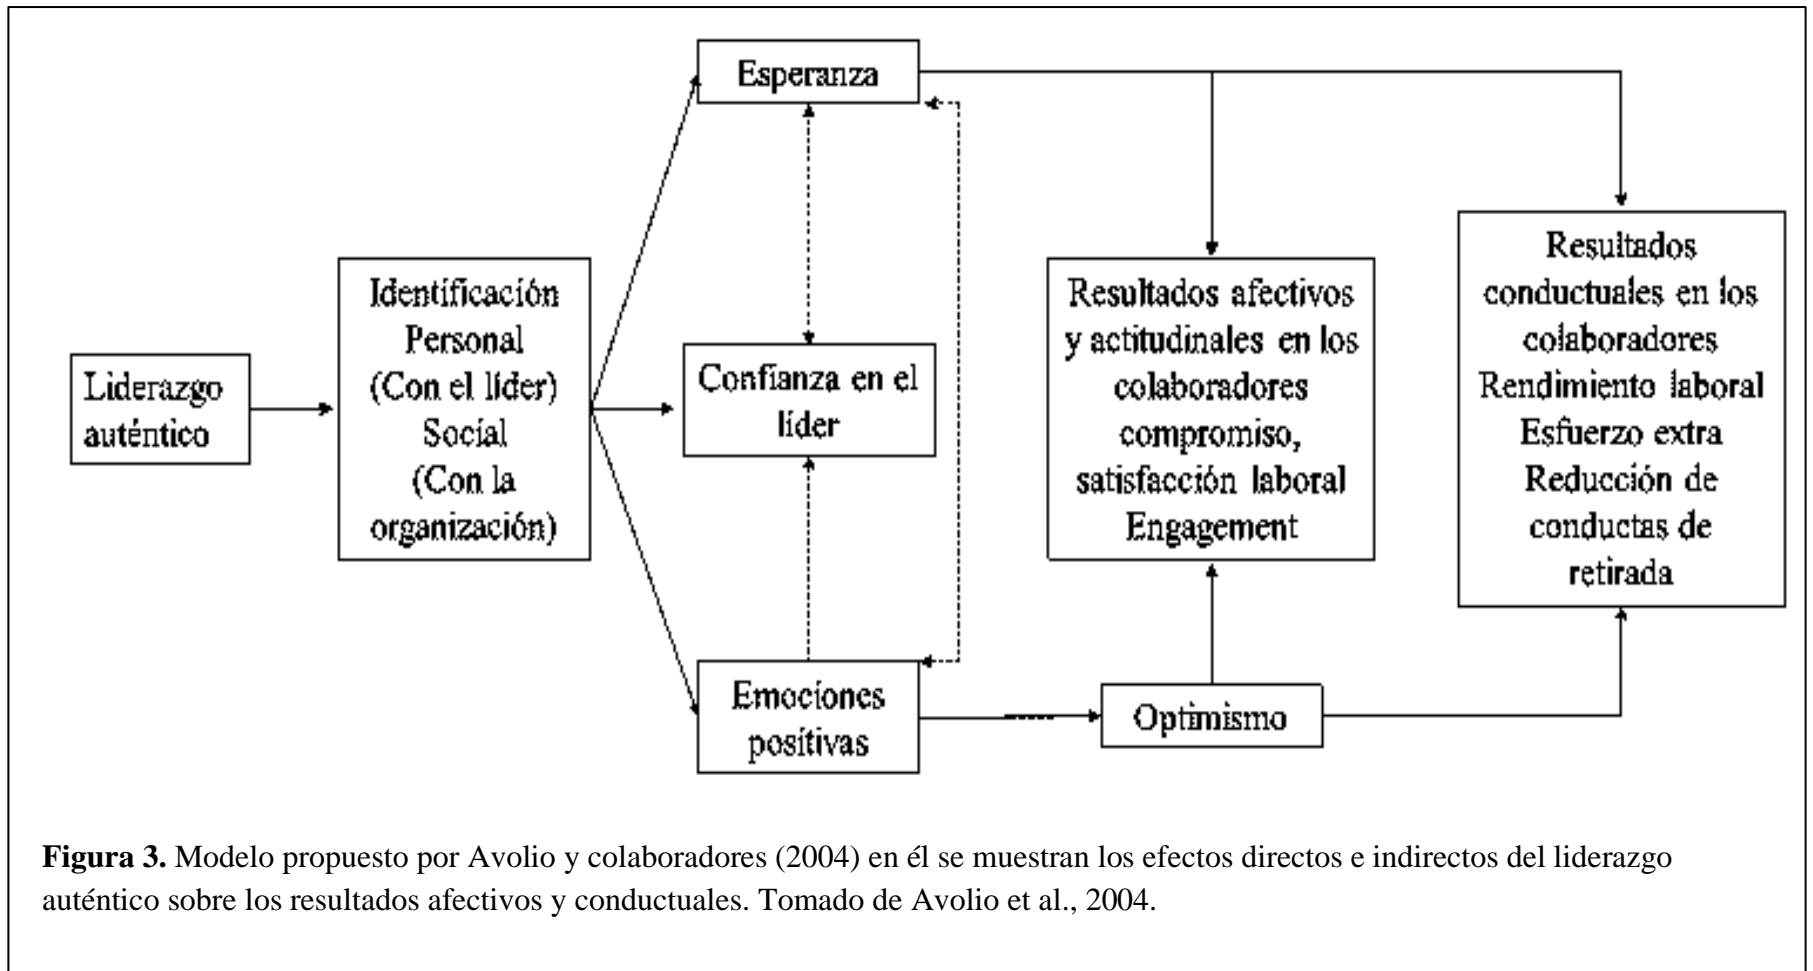 Esperanza
Liderazgo
auténtico
Identificación
Personal
(Con el líder)
Social
(Con la
organización)
Confianza en el
líder
Emociones
positivas
Optimismo
Resultados afectivos
y actitudinales en los
colaboradores
compromiso,
satisfacción laboral
Engagement
Resultados
conductuales en los
colaboradores
Rendimiento laboral
Esfuerzo extra
Reducción de
conductas de
retirada
Figura 3. Modelo propuesto por Avolio y colaboradores (2004) en él se muestran los efectos directos e indirectos del liderazgo
auténtico sobre los resultados afectivos y conductuales. Tomado de Avolio et al., 2004.